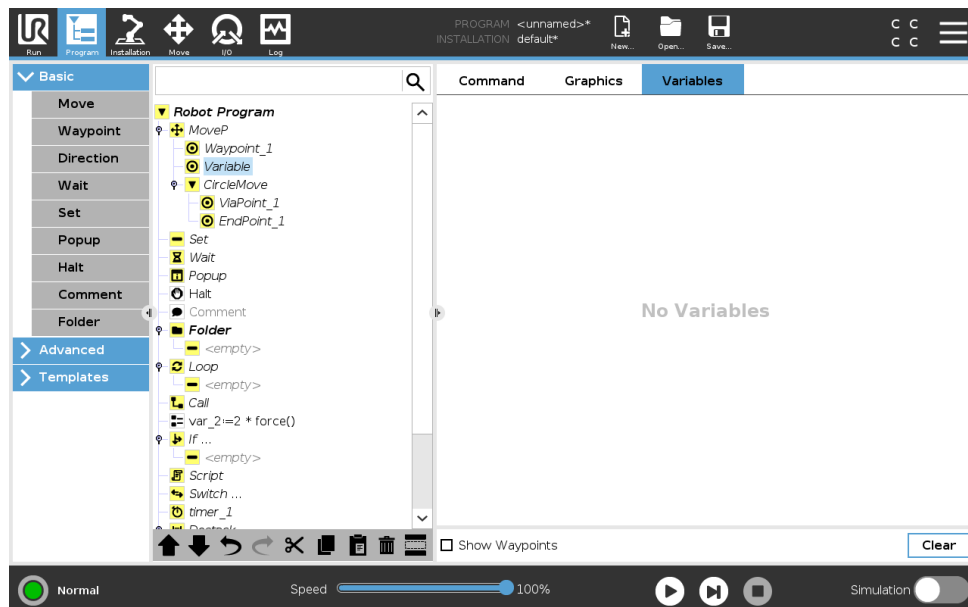 Run
Program
Installation
Move
I/O
Log
PROGRAM <unnamed>*
INSTALLATION default*
New...
Open...
Save...
C C
C C
Basic
Move
Waypoint
Direction
Wait
Set
Popup
Halt
Comment
Folder
Advanced
Templates
Robot Program
MoveP
Waypoint_1
Variable
CircleMove
ViaPoint_1
EndPoint_1
Set
Wait
Popup
Halt
Comment
Folder
<empty>
Loop
<empty>
Call
var_2:=2 * force()
If ...
<empty>
Script
Switch ...
timer_1
Command
Graphics
Variables
No Variables
Show Waypoints
Clear
Normal
Speed
100%
Simulation